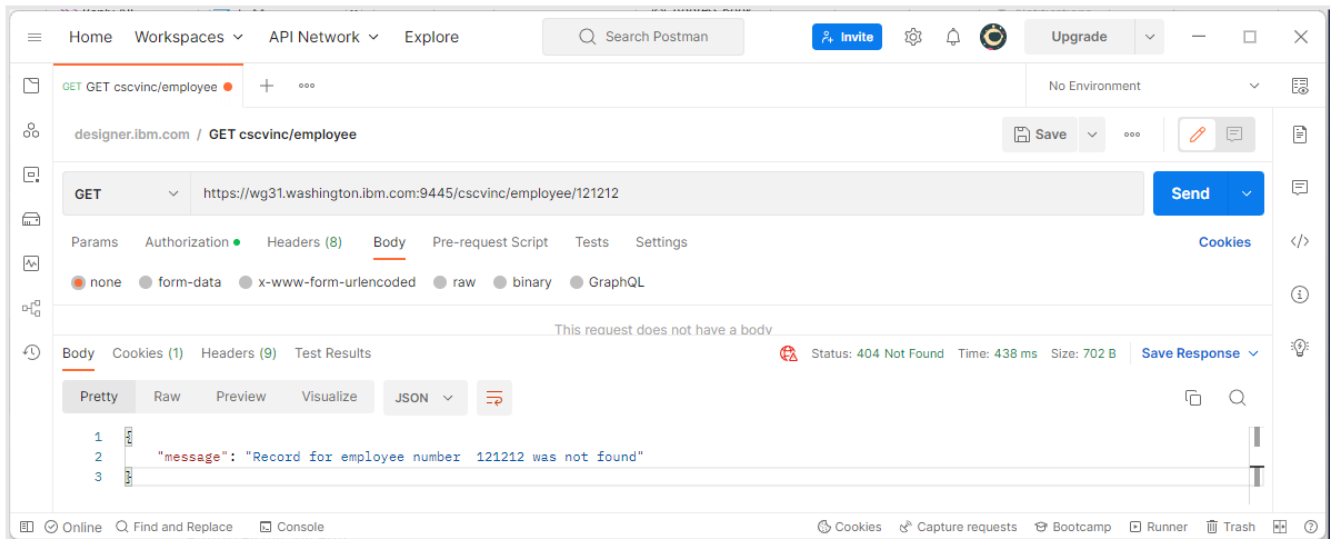 Home Workspaces API Network Explore Search Postman Invite Upgrade
GET GET cscvinc/employee No Environment
designer.ibm.com / GET cscvinc/employee Save
GET https://wg31.washington.ibm.com:9445/cscvinc/employee/121212 Send
Params Authorization Headers (8) Body Pre-request Script Tests Settings Cookies
none form-data x-www-form-urlencoded raw binary GraphQL
This request does not have a body
Body Cookies (1) Headers (9) Test Results Status: 404 Not Found Time: 438 ms Size: 702 B Save Response
Pretty Raw Preview Visualize JSON
1 {
2 "message": "Record for employee number  121212 was not found"
3 }
Online Find and Replace Console Cookies Capture requests Bootcamp Runner Trash